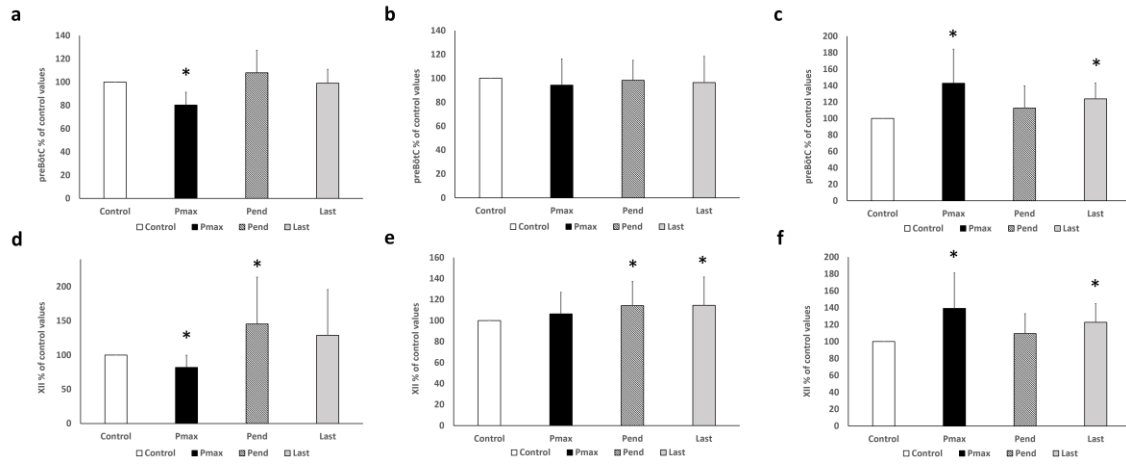 a
preBötC % of control values
140
120
100
80
60
40
20
0
*
Control Pmax Pend Last
Control Pmax Pend Last
b
preBötC % of control values
140
120
100
80
60
40
20
0
Control Pmax Pend Last
Control Pmax Pend Last
c
preBötC % of control values
200
180
160
140
120
100
80
60
40
20
0
* *
Control Pmax Pend Last
Control Pmax Pend Last
d
XII % of control values
200
150
100
50
0
* *
Control Pmax Pend Last
Control Pmax Pend Last
e
XII % of control values
160
140
120
100
80
60
40
20
0
* *
Control Pmax Pend Last
Control Pmax Pend Last
f
XII % of control values
200
180
160
140
120
100
80
60
40
20
0
* *
Control Pmax Pend Last
Control Pmax Pend Last